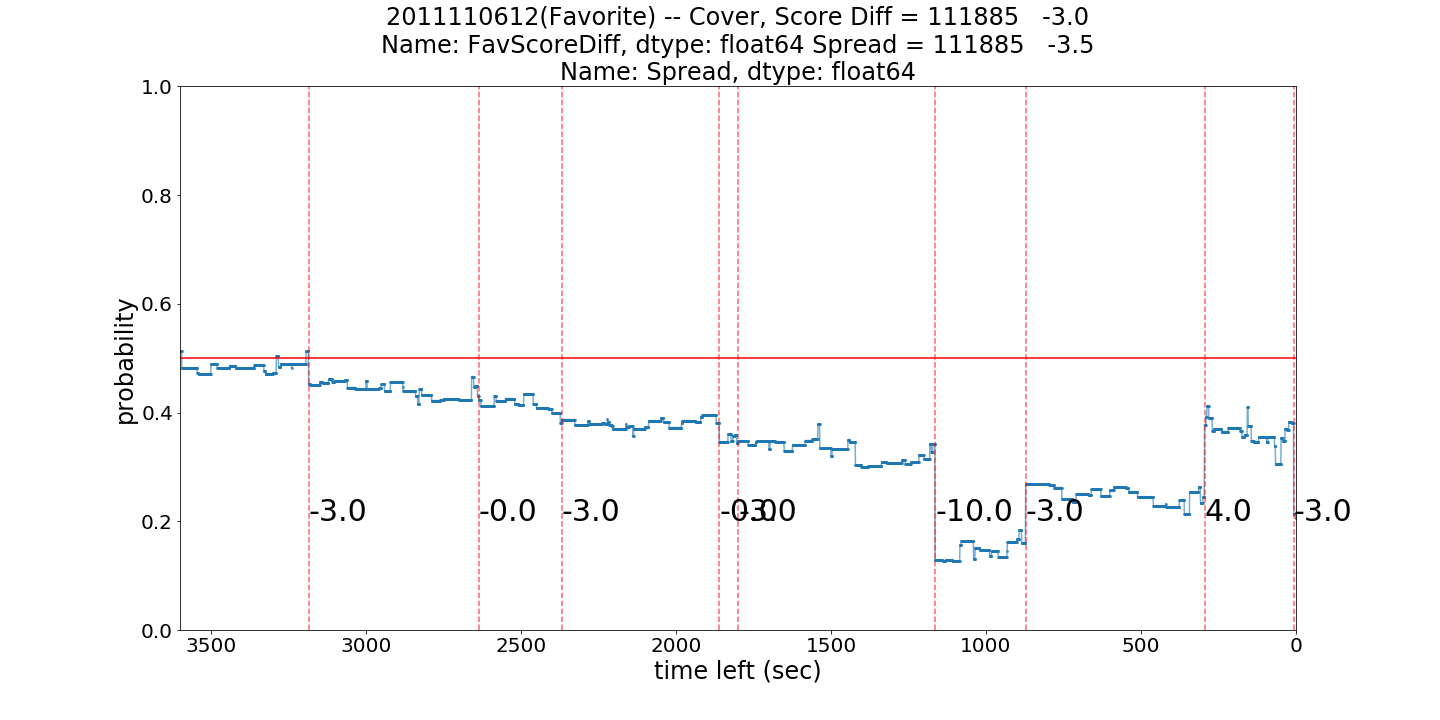 2011110612(Favorite) -- Cover, Score Diff = 111885   -3.0
Name: FavScoreDiff, dtype: float64 Spread = 111885   -3.5
Name: Spread, dtype: float64
probability
1.0
0.8
0.6
0.4
0.2
0.0
-3.0
-0.0
-3.0
-0.0
-3.0
-10.0
-3.0
4.0
-3.0
3500 3000 2500 2000 1500 1000 500 0
time left (sec)